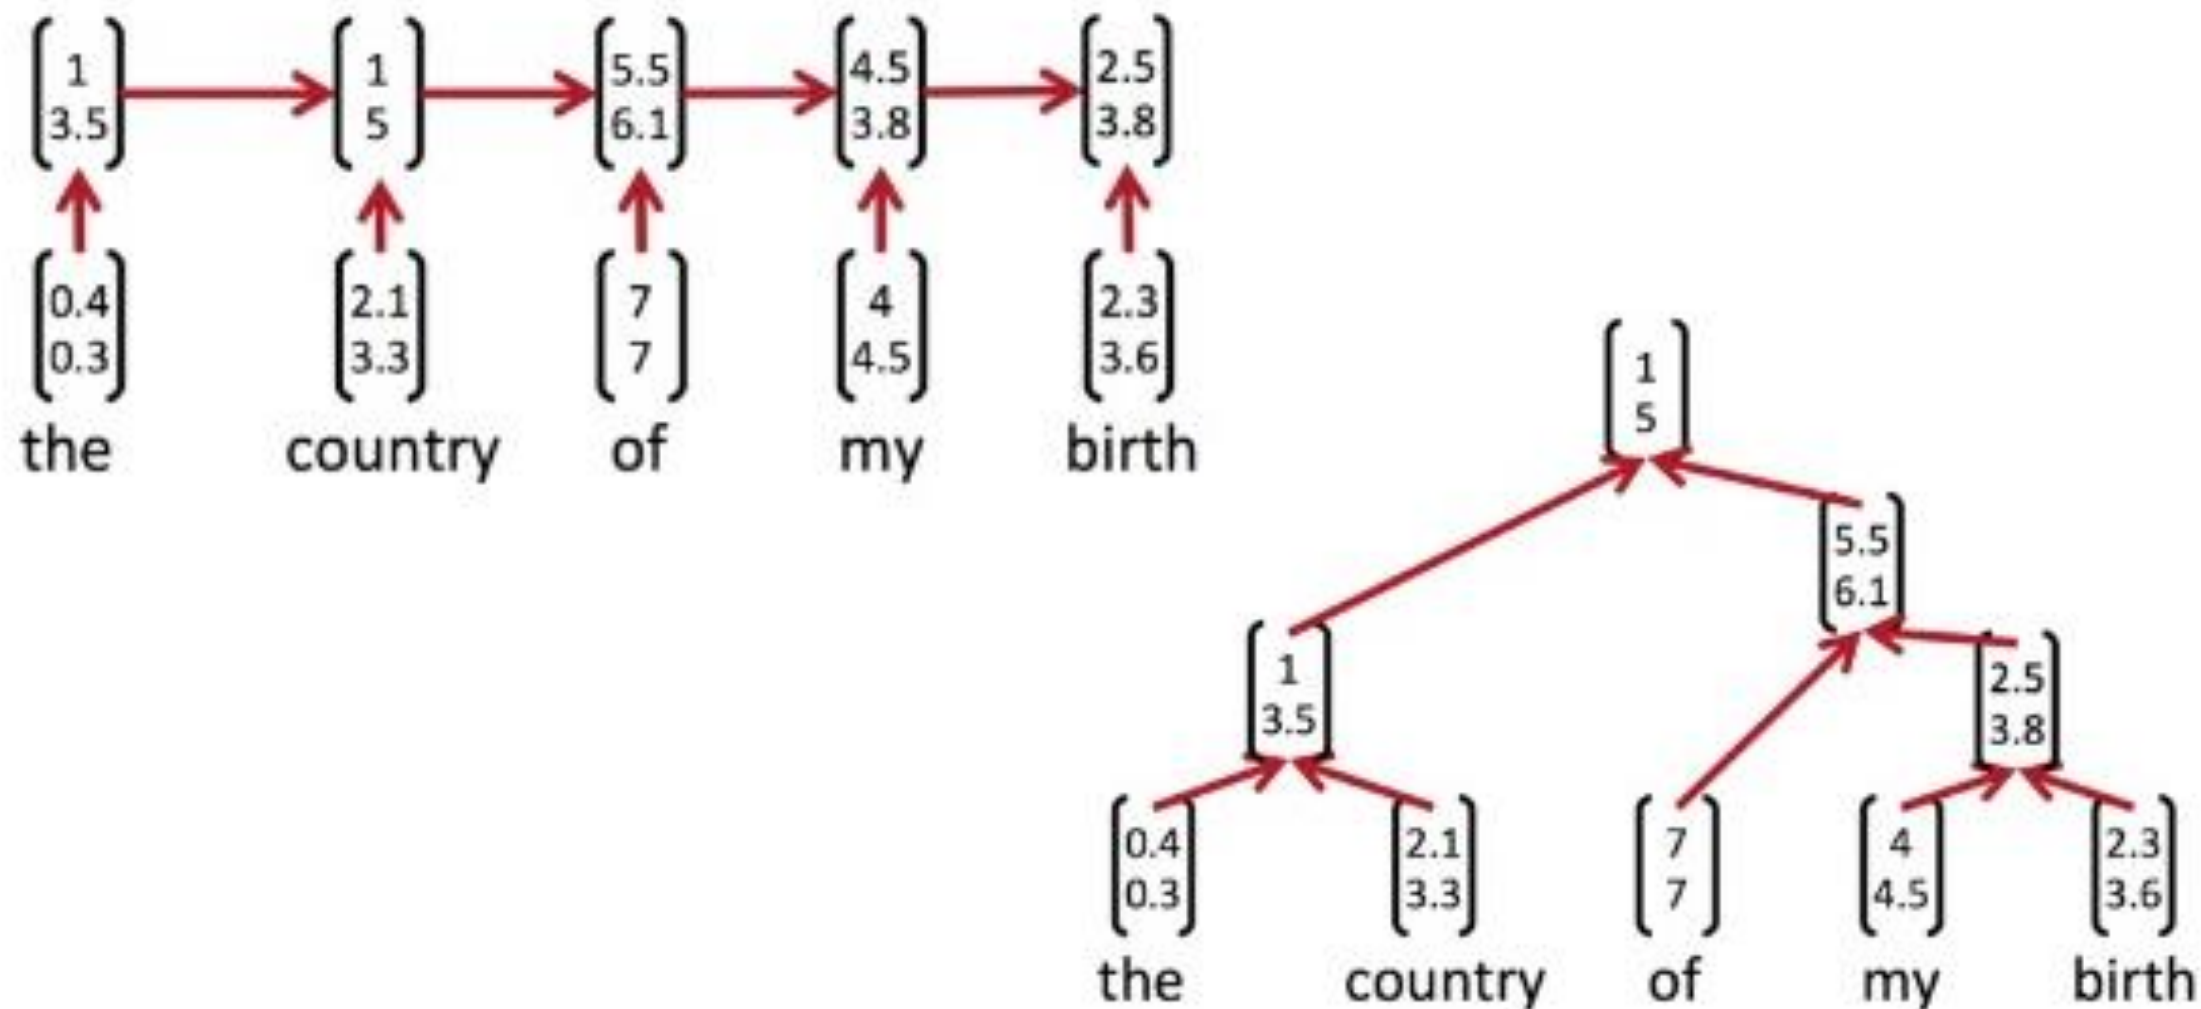 1 1 5.5 4.5 2.5
3.5 5 6.1 3.8 3.8
0.4 2.1 7 4 2.3
0.3 3.3 7 4.5 3.6
the country of my birth
1
5
5.5
6.1
1 2.5
3.5 3.8
0.4 2.1 7 4 2.3
0.3 3.3 7 4.5 3.6
the country of my birth